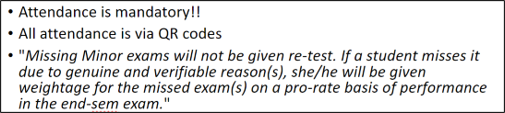 • Attendance is mandatory!!
• All attendance is via QR codes
• "Missing Minor exams will not be given re-test. If a student misses it
due to genuine and verifiable reason(s), she/he will be given
weightage for the missed exam(s) on a pro-rate basis of performance
in the end-sem exam."